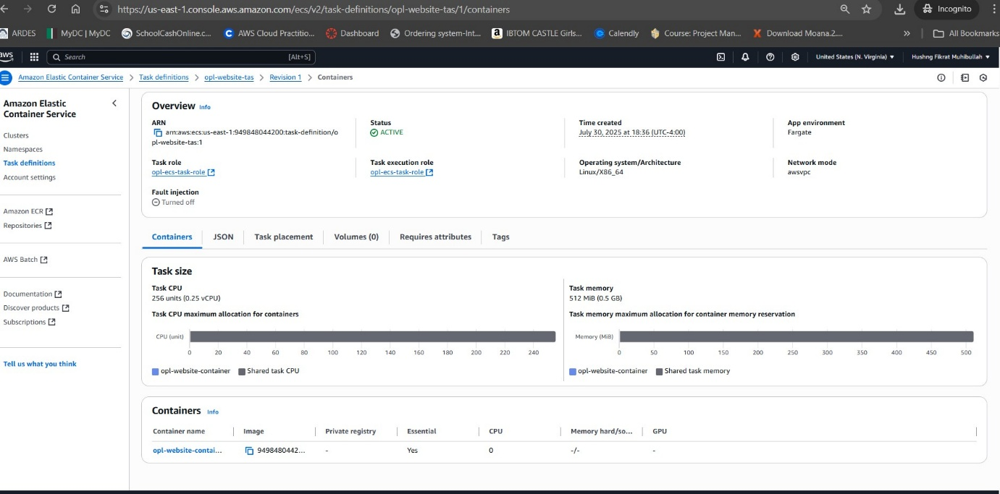 https://us-east-1.console.aws.amazon.com/ecs/v2/task-definitions/opl-website-tas/1/containers
Incognito
ARDES
MyDC | MyDC
SchoolCashOnline.c...
AWS Cloud Practitio...
Dashboard
Ordering system-Int...
IBTOM CASTLE Girls...
Calendly
Course: Project Man...
Download Moana.2....
All Bookmarks
aws
Search
[Alt+S]
United States (N. Virginia)
Hushng Fikrat Muhibullah
Amazon Elastic Container Service
Task definitions
opl-website-tas
Revision 1
Containers
Amazon Elastic
Container Service
Clusters
Namespaces
Task definitions
Account settings
Amazon ECR
Repositories
AWS Batch
Documentation
Discover products
Subscriptions
Tell us what you think
Overview Info
ARN
arn:aws:ecs:us-east-1:949848044200:task-definition/o
pl-website-tas:1
Status
ACTIVE
Time created
July 30, 2025 at 18:36 (UTC-4:00)
App environment
Fargate
Task role
opl-ecs-task-role
Task execution role
opl-ecs-task-role
Operating system/Architecture
Linux/X86_64
Network mode
awsvpc
Fault injection
Turned off
Containers
JSON
Task placement
Volumes (0)
Requires attributes
Tags
Task size
Task CPU
256 units (0.25 vCPU)
Task CPU maximum allocation for containers
CPU (unit)
0 20 40 60 80 100 120 140 160 180 200 220 240
opl-website-container Shared task CPU
Task memory
512 MiB (0.5 GB)
Task memory maximum allocation for container memory reservation
Memory (MiB)
0 50 100 150 200 250 300 350 400 450 500
opl-website-container Shared task memory
Containers Info
Container name Image Private registry Essential CPU Memory hard/so... GPU
opl-website-contai... 9498480442... - Yes 0 -/- -